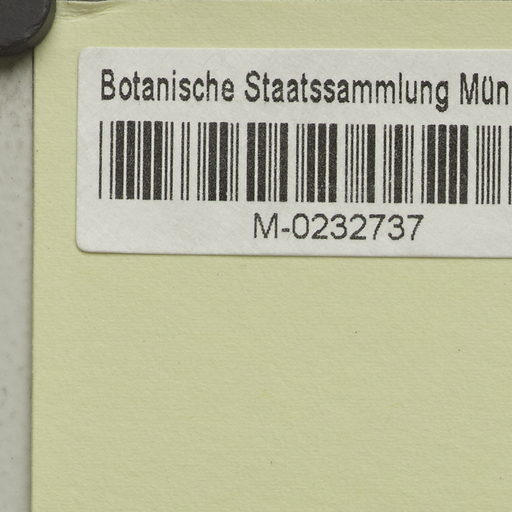 Botanische Staatssammlung Mün
M-0232737